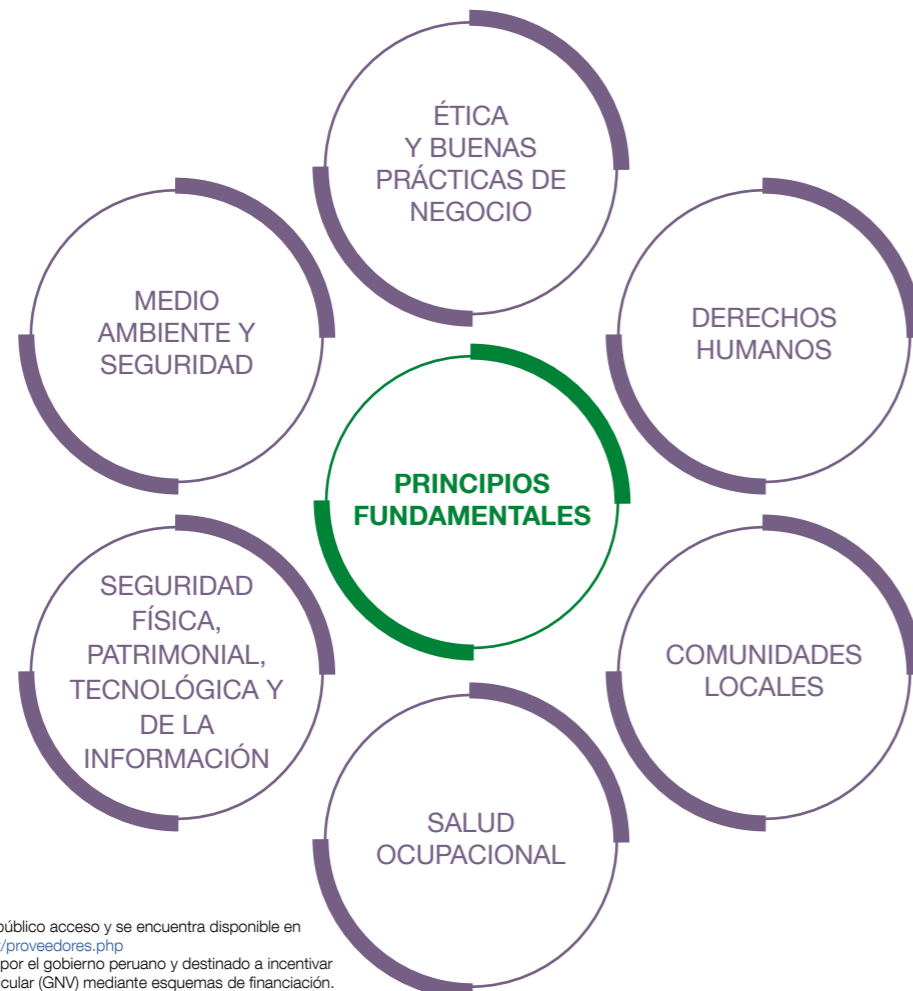 ÉTICA
Y BUENAS
PRÁCTICAS DE
NEGOCIO
MEDIO
AMBIENTE Y
SEGURIDAD
DERECHOS
HUMANOS
PRINCIPIOS
FUNDAMENTALES
SEGURIDAD
FÍSICA,
PATRIMONIAL,
TECNOLÓGICA Y
DE LA
INFORMACIÓN
COMUNIDADES
LOCALES
SALUD
OCUPACIONAL
público acceso y se encuentra disponible en
/proveedores.php
por el gobierno peruano y destinado a incentivar
icular (GNV) mediante esquemas de financiación.